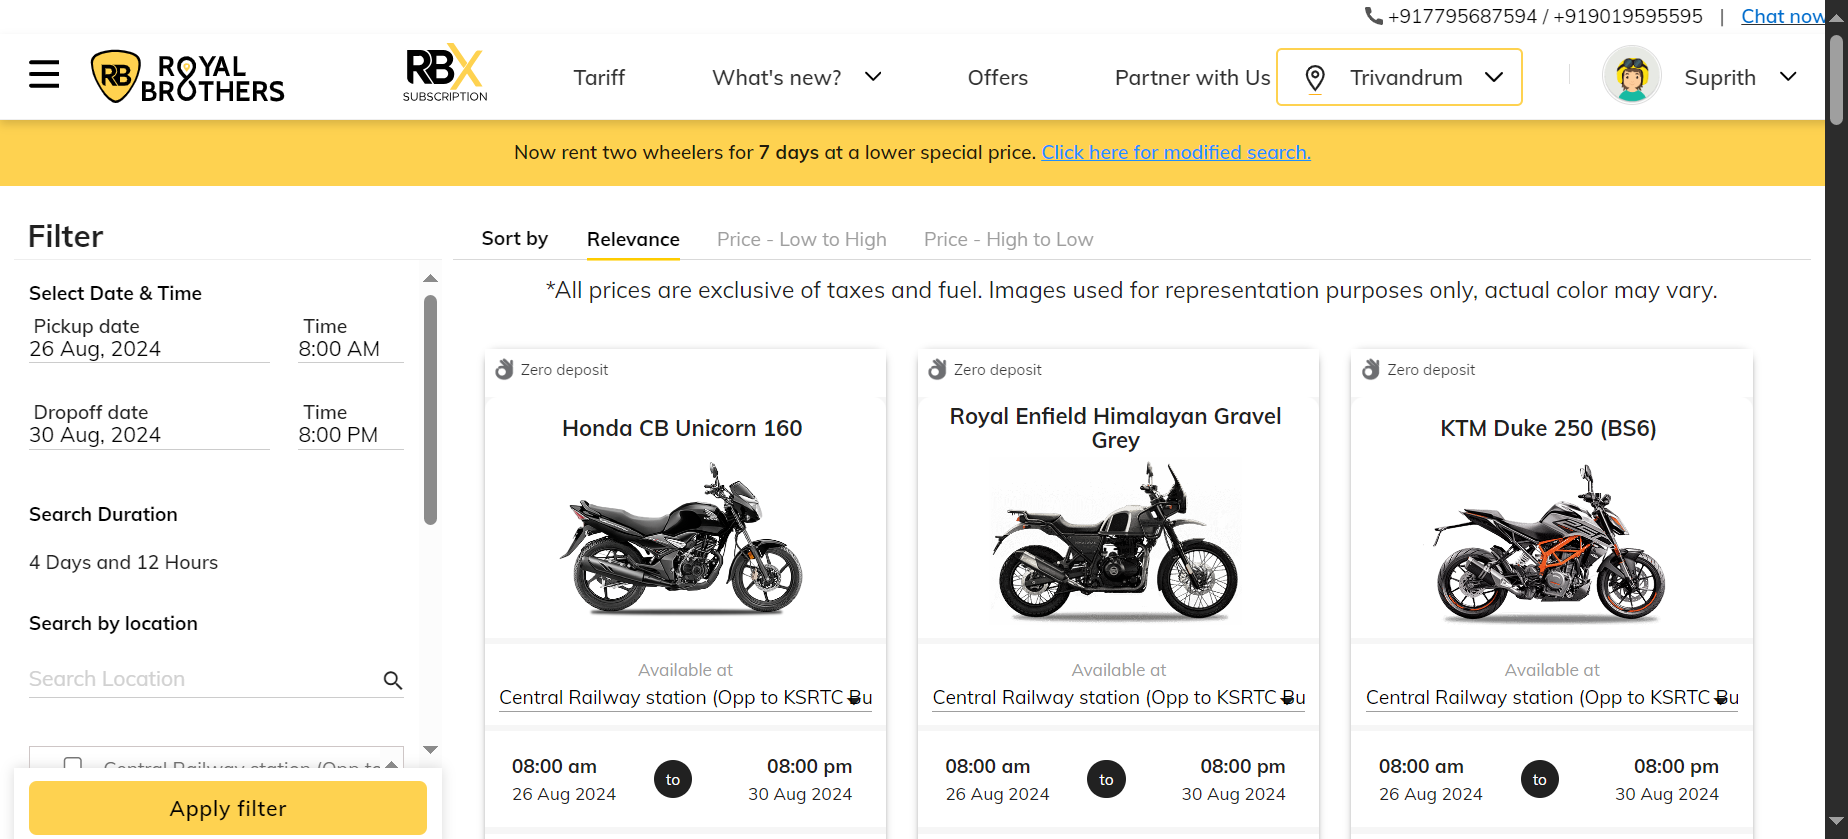 +917795687594 / +919019595595 | Chat now
RB ROYAL BROTHERS
RBX SUBSCRIPTION
Tariff
What's new?
Offers
Partner with Us
Trivandrum
Suprith
Now rent two wheelers for 7 days at a lower special price. Click here for modified search.
Filter
Select Date & Time
Pickup date Time
26 Aug, 2024 8:00 AM
Dropoff date Time
30 Aug, 2024 8:00 PM
Search Duration
4 Days and 12 Hours
Search by location
Search Location
Central Railway station (Opp to
Apply filter
Sort by Relevance Price - Low to High Price - High to Low
*All prices are exclusive of taxes and fuel. Images used for representation purposes only, actual color may vary.
Zero deposit
Honda CB Unicorn 160
Available at
Central Railway station (Opp to KSRTC Bu
08:00 am to 08:00 pm
26 Aug 2024 30 Aug 2024
Zero deposit
Royal Enfield Himalayan Gravel
Grey
Available at
Central Railway station (Opp to KSRTC Bu
08:00 am to 08:00 pm
26 Aug 2024 30 Aug 2024
Zero deposit
KTM Duke 250 (BS6)
Available at
Central Railway station (Opp to KSRTC Bu
08:00 am to 08:00 pm
26 Aug 2024 30 Aug 2024